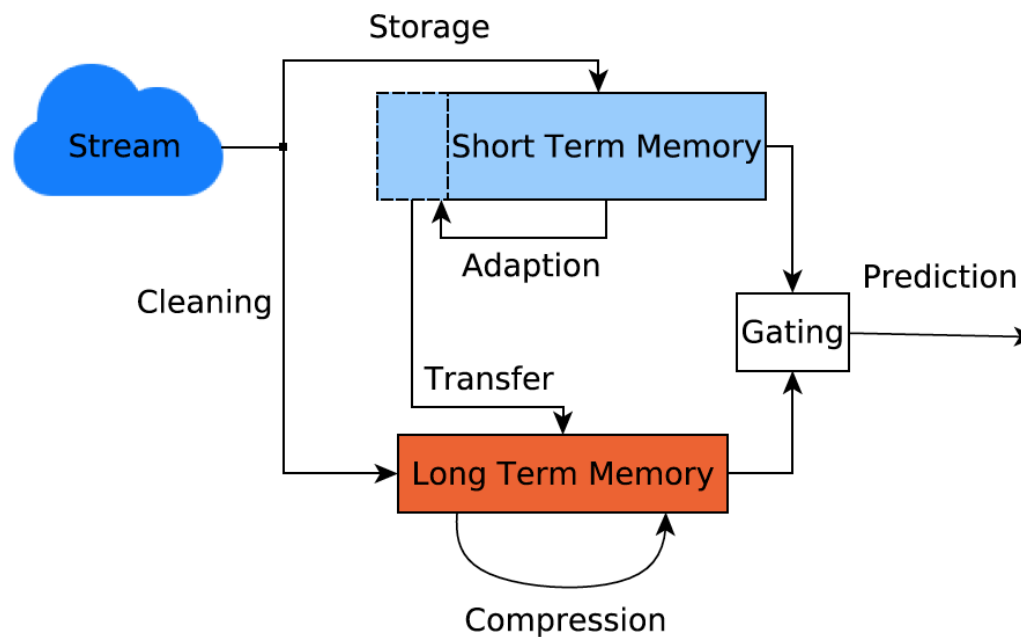 Storage
Stream
Short Term Memory
Adaption
Cleaning
Prediction
Gating
Transfer
Long Term Memory
Compression